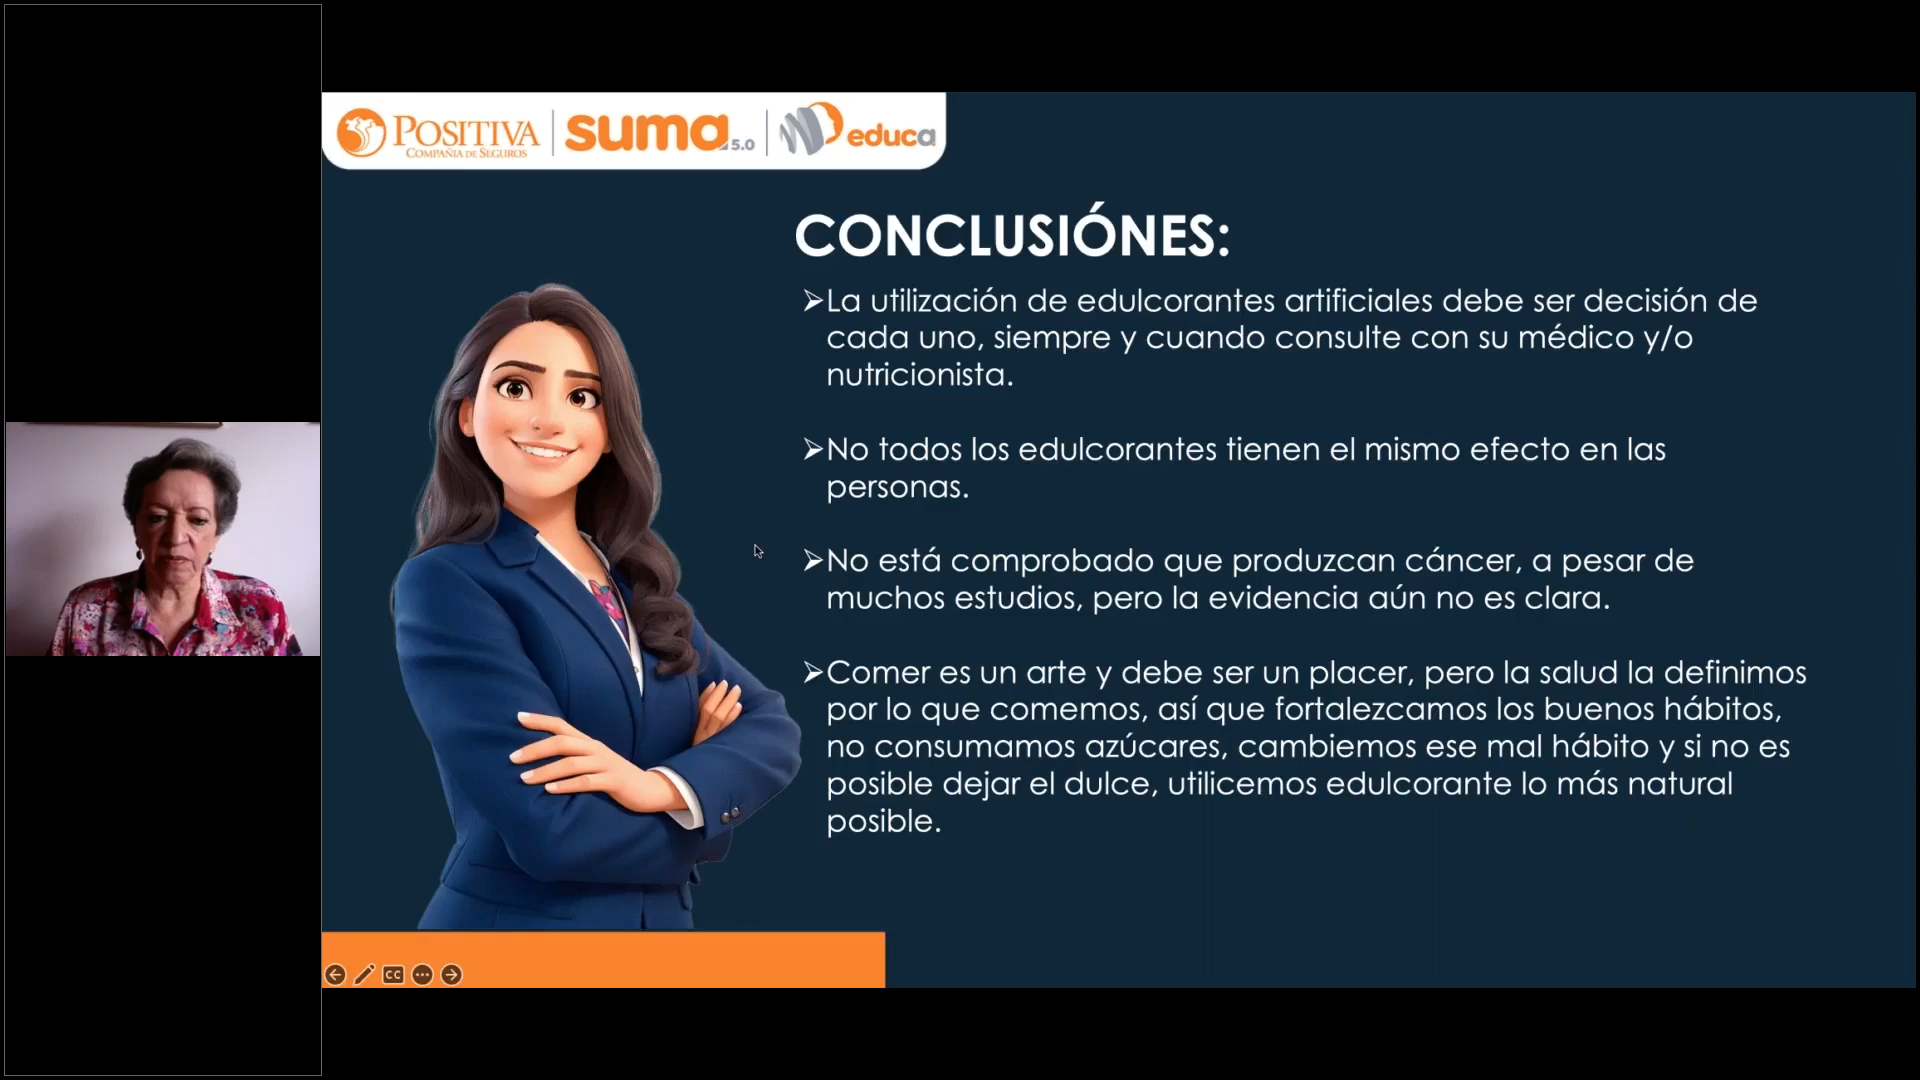 POSITIVA
COMPAÑIA DE SEGUROS
suma 5.0
educa
CONCLUSIÓNES:
➢La utilización de edulcorantes artificiales debe ser decisión de
cada uno, siempre y cuando consulte con su médico y/o
nutricionista.
➢No todos los edulcorantes tienen el mismo efecto en las
personas.
➢No está comprobado que produzcan cáncer, a pesar de
muchos estudios, pero la evidencia aún no es clara.
➢Comer es un arte y debe ser un placer, pero la salud la definimos
por lo que comemos, así que fortalezcamos los buenos hábitos,
no consumamos azúcares, cambiemos ese mal hábito y si no es
posible dejar el dulce, utilicemos edulcorante lo más natural
posible.
CC